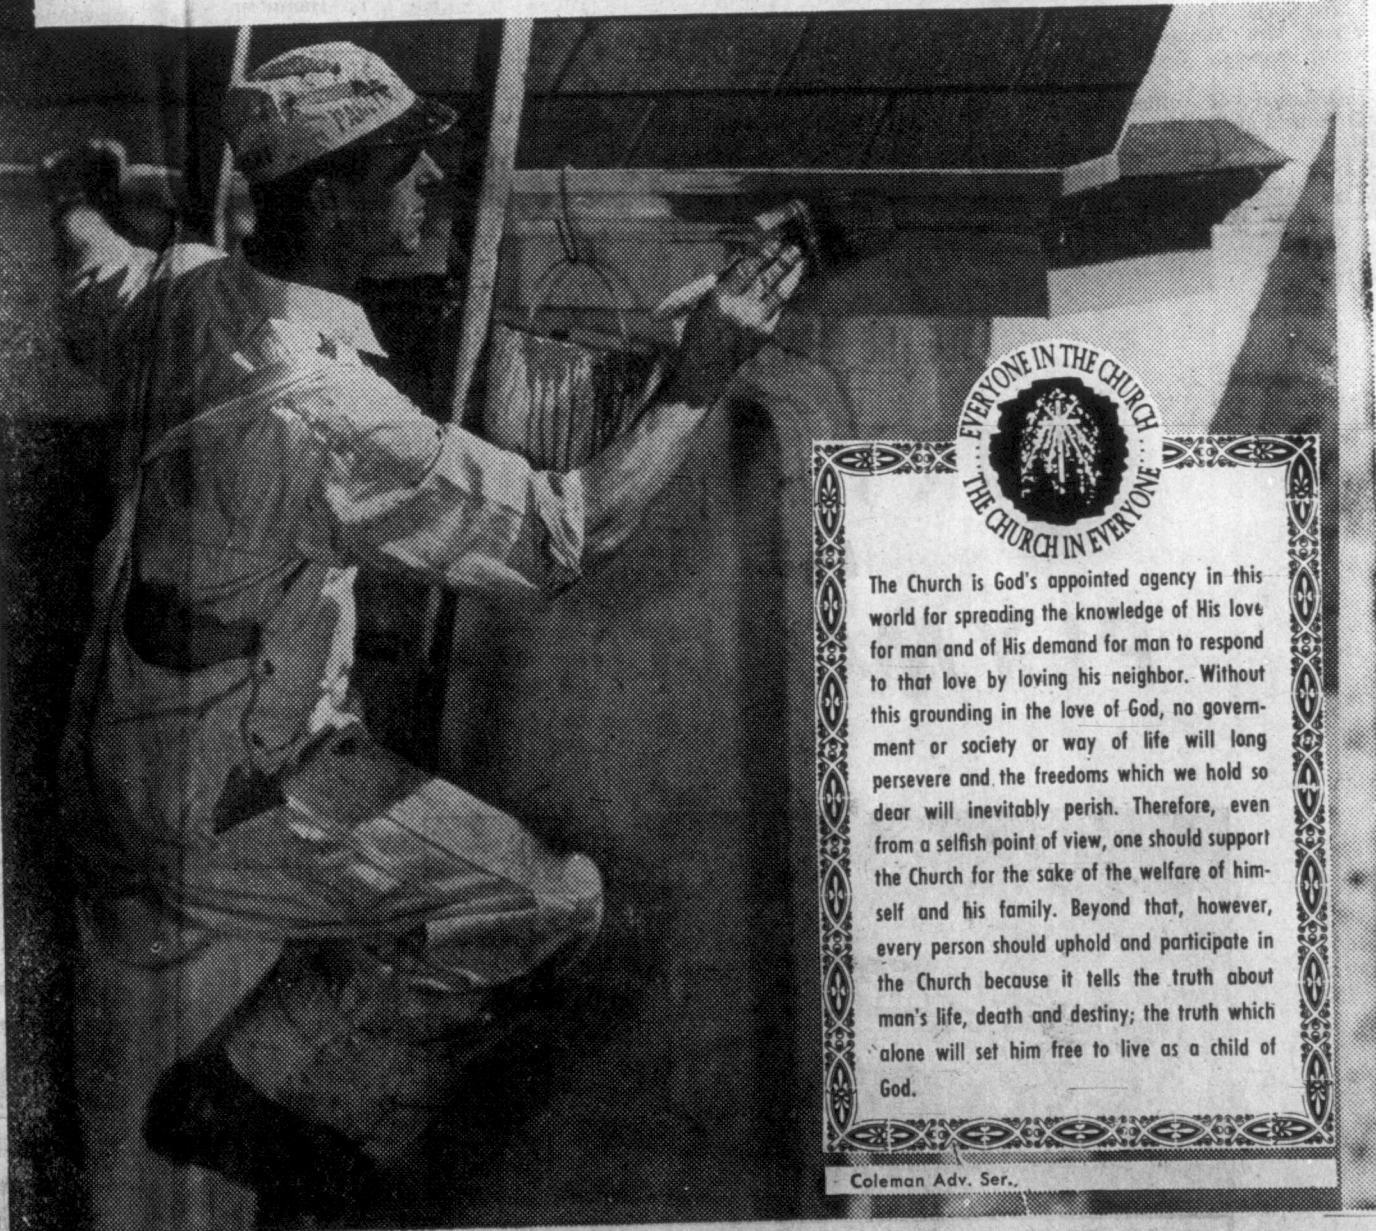 EVERYONE IN THE CHURCH
THE CHURCH IN EVERYONE
The Church is God's appointed agency in this
world for spreading the knowledge of His love
for man and of His demand for man to respond
to that love by loving his neighbor. Without
this grounding in the love of God, no govern-
ment or society or way of life will long
persevere and the freedoms which we hold so
dear will inevitably perish. Therefore, even
from a selfish point of view, one should support
the Church for the sake of the welfare of him-
self and his family. Beyond that, however,
every person should uphold and participate in
the Church because it tells the truth about
man's life, death and destiny; the truth which
alone will set him free to live as a child of
God.
Coleman Adv. Ser.